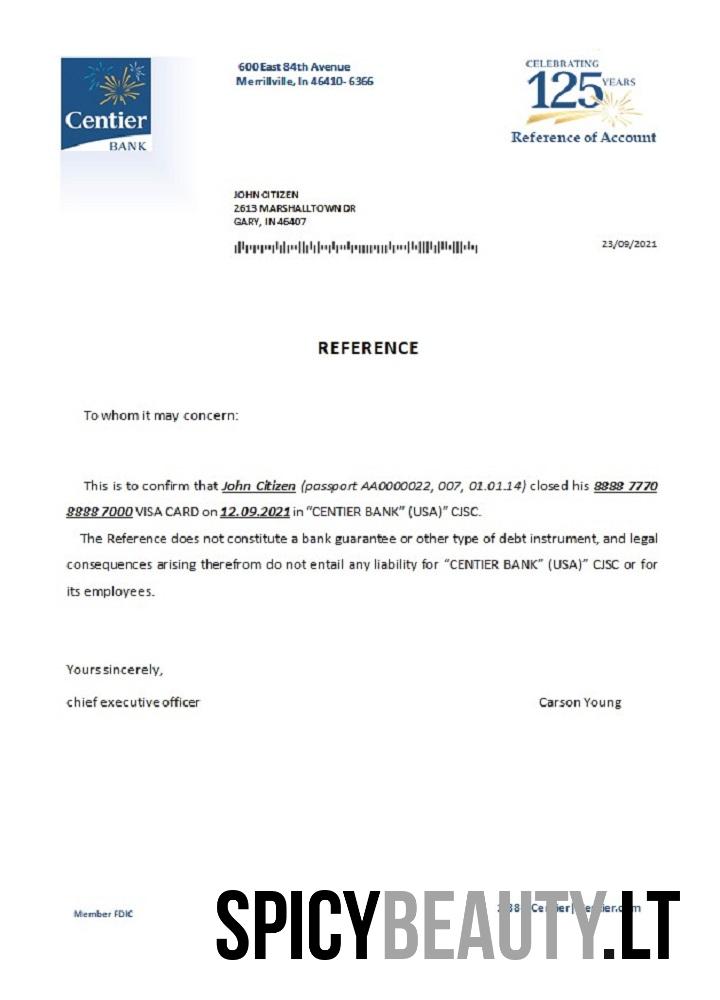 600 East 84th Avenue
Merrillville, In 46410- 6366
Centier
BANK
CELEBRATING
125 YEARS
Reference of Account
JOHN CITIZEN
2613 MARSHALLTOWN DR
GARY, IN 46407
23/09/2021
REFERENCE
To whom it may concern:
This is to confirm that John Citizen (passport AA0000022, 007, 01.01.14) closed his 8888 7770
8888 7000 VISA CARD on 12.09.2021 in “CENTIER BANK” (USA)” CJSC.
The Reference does not constitute a bank guarantee or other type of debt instrument, and legal
consequences arising therefrom do not entail any liability for “CENTIER BANK” (USA)” CJSC or for
its employees.
Yours sincerely,
chief executive officer
Carson Young
Member FDIC
SPICYBEAUTY.LT